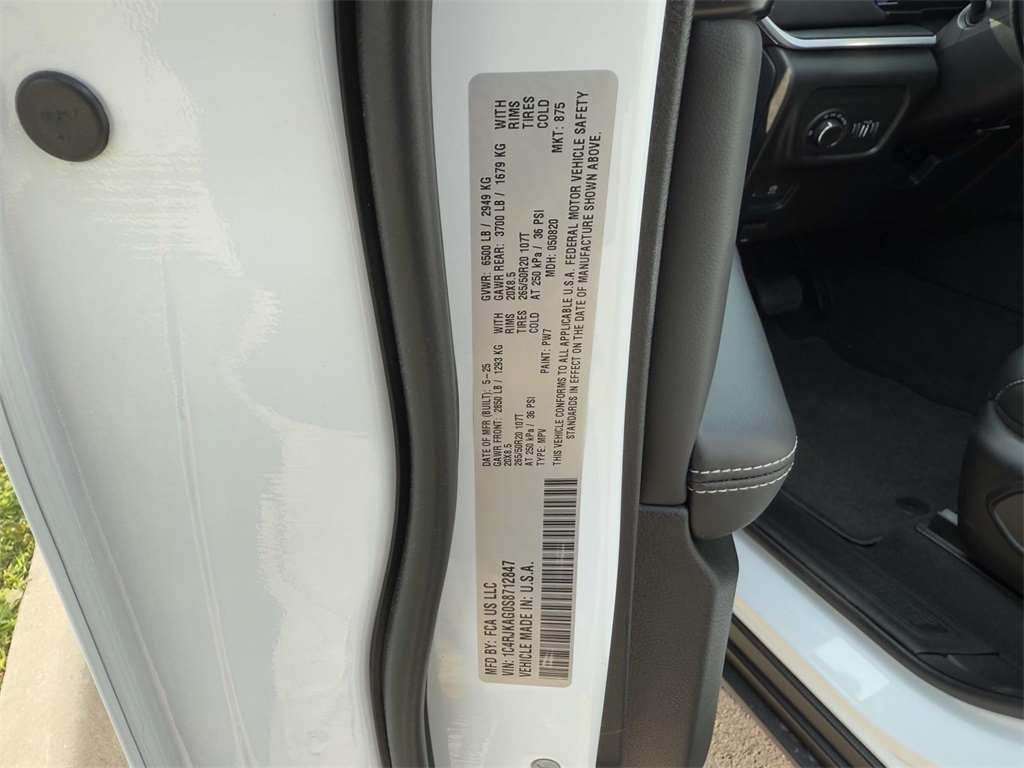 MFD BY: FCA US LLC
VIN: 1C4RJKAG0S8712847
VEHICLE MADE IN: U.S.A.
DATE OF MFR (BUILT): 5-25
GVWR: 6500 LB / 2949 KG
GAWR FRONT: 2850 LB / 1293 KG WITH
20X8.5 RIMS
265/50R20 107T TIRES
AT 250 kPa / 36 PSI COLD
GAWR REAR: 3700 LB / 1679 KG WITH
20X8.5 RIMS
265/50R20 107T TIRES
AT 250 kPa / 36 PSI COLD
TYPE: MPV PAINT: PW7 MDH: 050820 MKT: 875
THIS VEHICLE CONFORMS TO ALL APPLICABLE U.S.A. FEDERAL MOTOR VEHICLE SAFETY
STANDARDS IN EFFECT ON THE DATE OF MANUFACTURE SHOWN ABOVE.